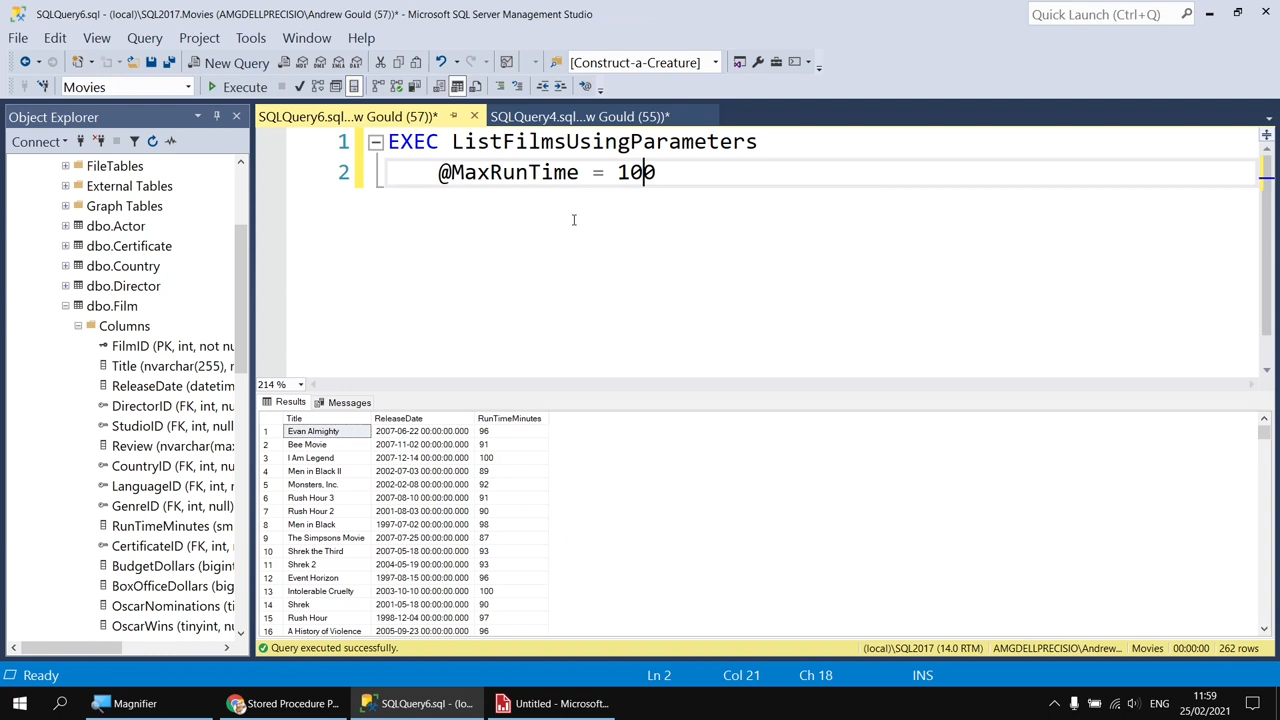 SQLQuery6.sql - (local)\SQL2017.Movies (AMGDELLPRECISIO\Andrew Gould (57))* - Microsoft SQL Server Management Studio
Quick Launch (Ctrl+Q)
File Edit View Query Project Tools Window Help
New Query
[Construct-a-Creature]
Movies
Execute
Object Explorer
SQLQuery6.sql...w Gould (57))*
SQLQuery4.sql...w Gould (55))*
Connect
FileTables
External Tables
Graph Tables
dbo.Actor
dbo.Certificate
dbo.Country
dbo.Director
dbo.Film
Columns
FilmID (PK, int, not nu
Title (nvarchar(255), n
ReleaseDate (datetim
DirectorID (FK, int, nu
StudioID (FK, int, null)
Review (nvarchar(max
CountryID (FK, int, nu
LanguageID (FK, int, n
GenreID (FK, int, null)
RunTimeMinutes (sm
CertificateID (FK, int,
BudgetDollars (bigint
BoxOfficeDollars (big
OscarNominations (ti
OscarWins (tinyint, nu
1 EXEC ListFilmsUsingParameters
2 @MaxRunTime = 100
214 %
Results Messages
Title ReleaseDate RunTimeMinutes
1 Evan Almighty 2007-06-22 00:00:00.000 96
2 Bee Movie 2007-11-02 00:00:00.000 91
3 I Am Legend 2007-12-14 00:00:00.000 100
4 Men in Black II 2002-07-03 00:00:00.000 89
5 Monsters, Inc. 2002-02-08 00:00:00.000 92
6 Rush Hour 3 2007-08-10 00:00:00.000 91
7 Rush Hour 2 2001-08-03 00:00:00.000 90
8 Men in Black 1997-07-02 00:00:00.000 98
9 The Simpsons Movie 2007-07-25 00:00:00.000 87
10 Shrek the Third 2007-05-18 00:00:00.000 93
11 Shrek 2 2004-05-19 00:00:00.000 93
12 Event Horizon 1997-08-15 00:00:00.000 96
13 Intolerable Cruelty 2003-10-10 00:00:00.000 100
14 Shrek 2001-05-18 00:00:00.000 90
15 Rush Hour 1998-12-04 00:00:00.000 97
16 A History of Violence 2005-09-23 00:00:00.000 96
Query executed successfully.
(local)\SQL2017 (14.0 RTM) AMGDELLPRECISIO\Andrew... Movies 00:00:00 262 rows
Ready
Ln 2 Col 21 Ch 18 INS
Magnifier
Stored Procedure P...
SQLQuery6.sql - (lo...
Untitled - Microsoft...
ENG
11:59
25/02/2021